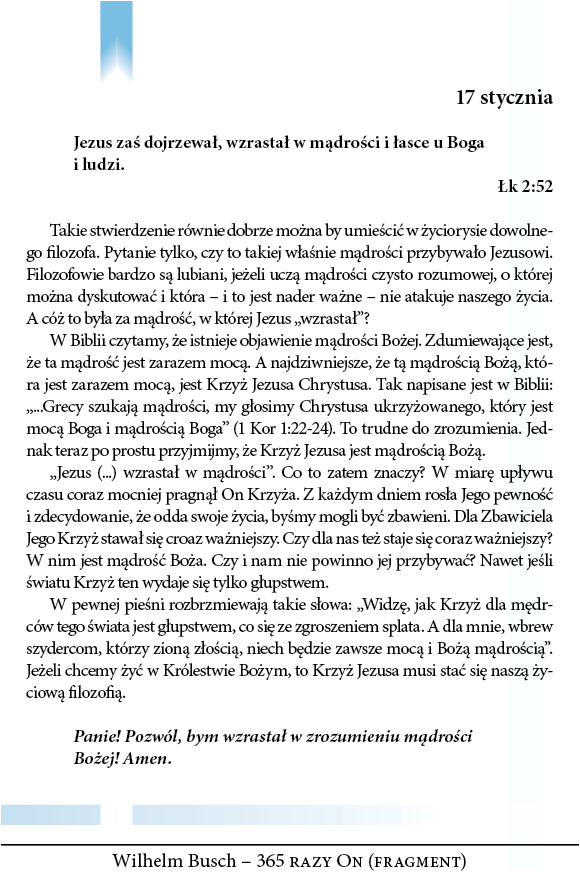 17 stycznia
Jezus zaś dojrzewał, wzrastał w mądrości i łasce u Boga
i ludzi.
Łk 2:52
Takie stwierdzenie równie dobrze można by umieścić w życiorysie dowolne-
go filozofa. Pytanie tylko, czy to takiej właśnie mądrości przybywało Jezusowi.
Filozofowie bardzo są lubiani, jeżeli uczą mądrości czysto rozumowej, o której
można dyskutować i która – i to jest nader ważne – nie atakuje naszego życia.
A cóż to była za mądrość, w której Jezus „wzrastał”?
W Biblii czytamy, że istnieje objawienie mądrości Bożej. Zdumiewające jest,
że ta mądrość jest zarazem mocą. A najdziwniejsze, że tą mądrością Bożą, któ-
ra jest zarazem mocą, jest Krzyż Jezusa Chrystusa. Tak napisane jest w Biblii:
„...Grecy szukają mądrości, my głosimy Chrystusa ukrzyżowanego, który jest
mocą Boga i mądrością Boga” (1 Kor 1:22-24). To trudne do zrozumienia. Jed-
nak teraz po prostu przyjmijmy, że Krzyż Jezusa jest mądrością Bożą.
„Jezus (...) wzrastał w mądrości”. Co to zatem znaczy? W miarę upływu
czasu coraz mocniej pragnął On Krzyża. Z każdym dniem rosła Jego pewność
i zdecydowanie, że odda swoje życia, byśmy mogli być zbawieni. Dla Zbawiciela
Jego Krzyż stawał się croaz ważniejszy. Czy dla nas też staje się coraz ważniejszy?
W nim jest mądrość Boża. Czy i nam nie powinno jej przybywać? Nawet jeśli
światu Krzyż ten wydaje się tylko głupstwem.
W pewnej pieśni rozbrzmiewają takie słowa: „Widzę, jak Krzyż dla mędr-
ców tego świata jest głupstwem, co się ze zgroszeniem splata. A dla mnie, wbrew
szydercom, którzy zioną złością, niech będzie zawsze mocą i Bożą mądrością”.
Jeżeli chcemy żyć w Królestwie Bożym, to Krzyż Jezusa musi stać się naszą ży-
ciową filozofią.
Panie! Pozwól, bym wzrastał w zrozumieniu mądrości
Bożej! Amen.
Wilhelm Busch – 365 RAZY ON (FRAGMENT)